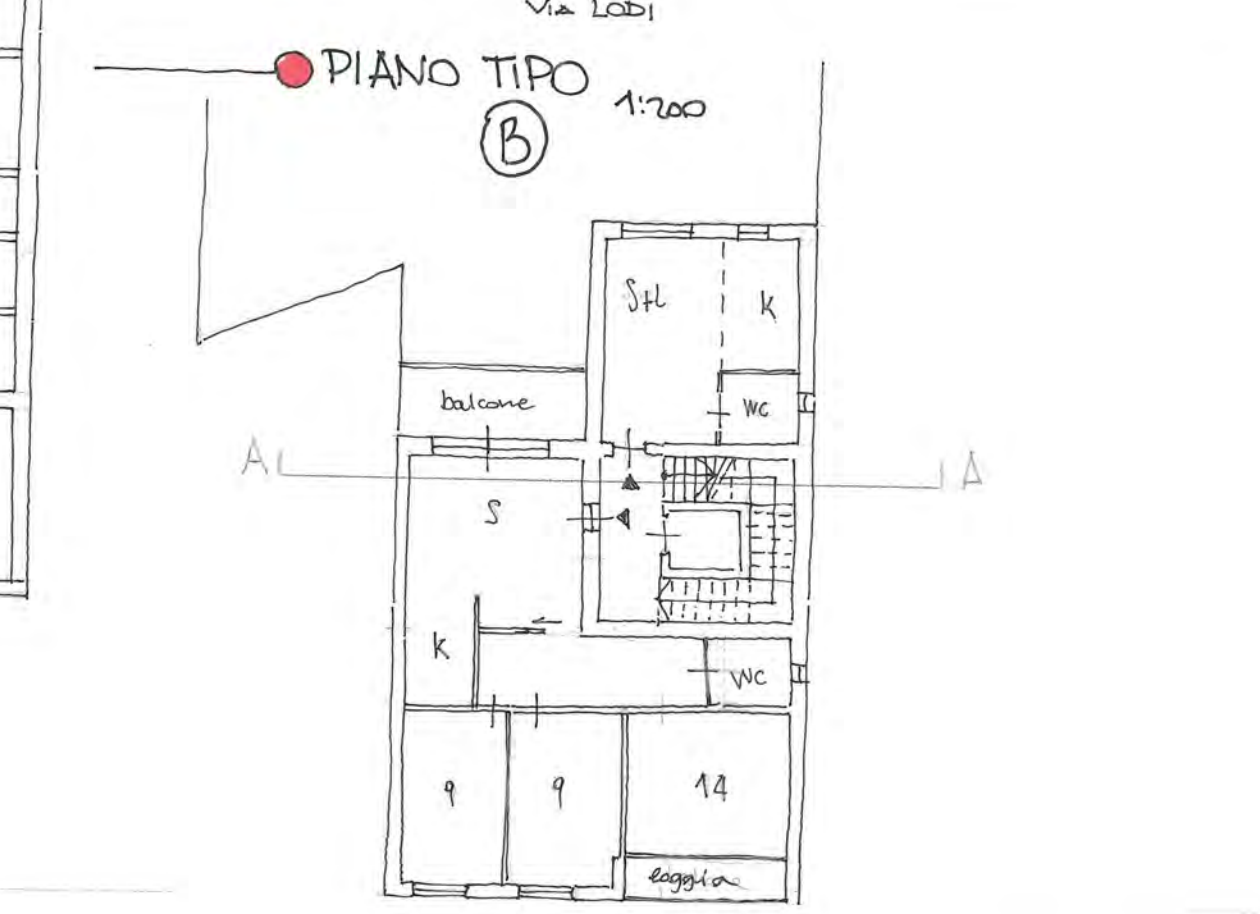 Via LODI
PIANO TIPO
1:200
B
S+L
K
balcone
WC
A
A
S
K
WC
9
9
14
loggia